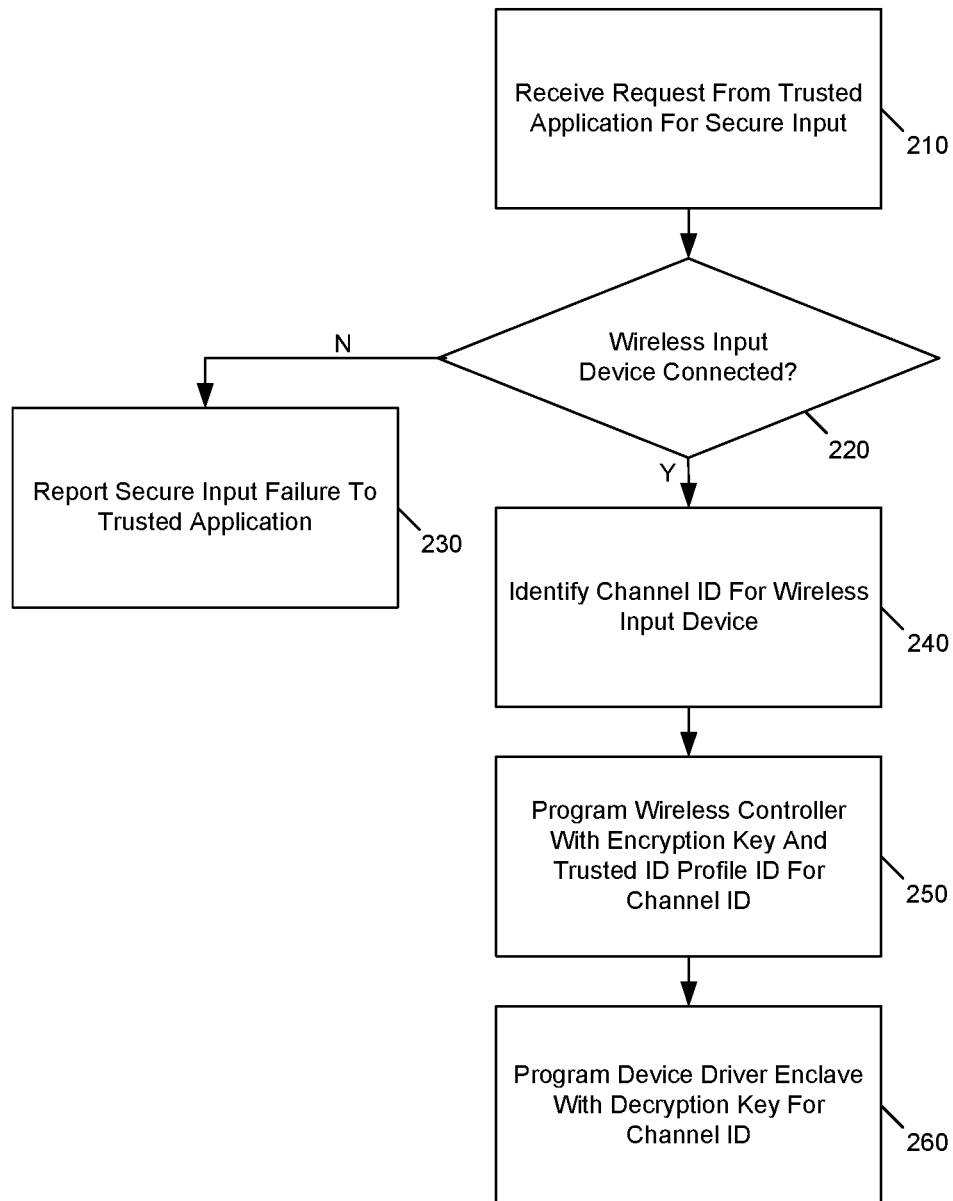 Receive Request From Trusted
Application For Secure Input
210
Wireless Input
Device Connected?
220
N
Y
Report Secure Input Failure To
Trusted Application
230
Identify Channel ID For Wireless
Input Device
240
Program Wireless Controller
With Encryption Key And
Trusted ID Profile ID For
Channel ID
250
Program Device Driver Enclave
With Decryption Key For
Channel ID
260